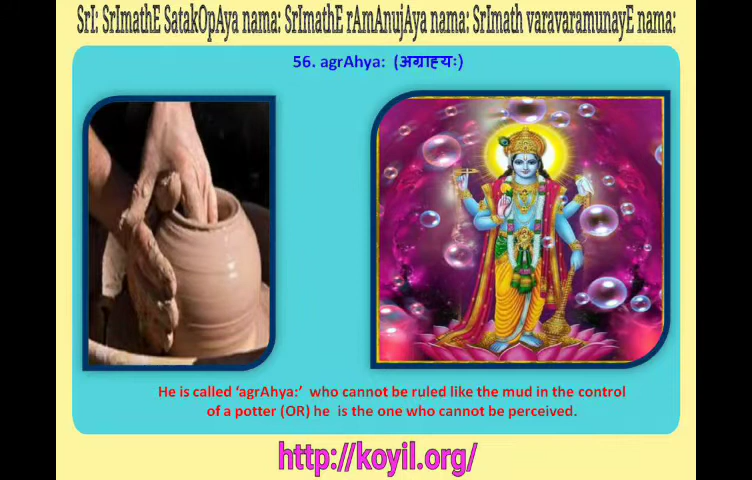 SrI: SrImathE SatakOpAya nama: SrImathE rAmAnujAya nama: SrImath varavaramunayE nama:
56. agrAhya: (अग्राह्यः)
He is called ‘agrAhya:’ who cannot be ruled like the mud in the control
of a potter (OR) he is the one who cannot be perceived.
http://koyil.org/